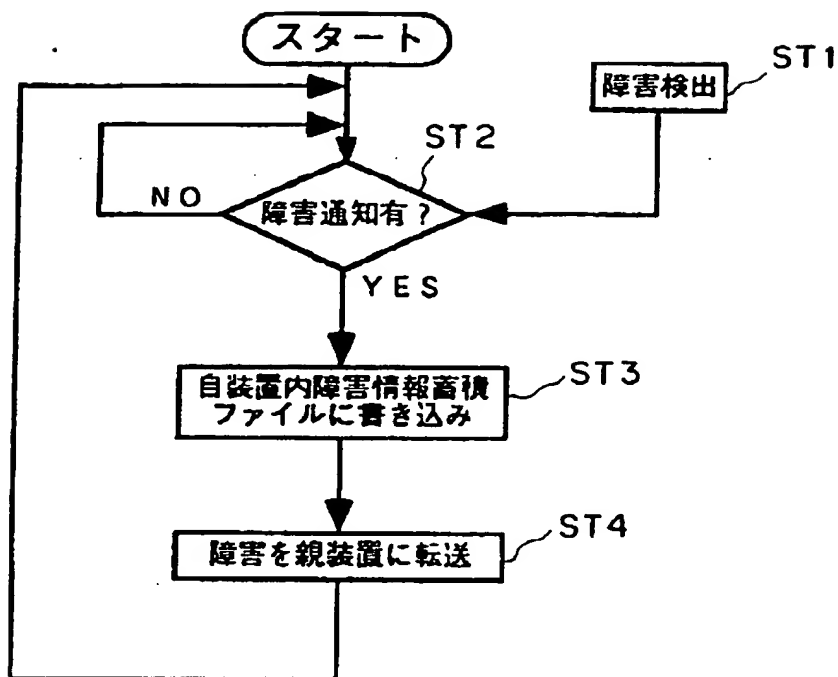 スタート
障害検出
ST1
ST2
NO
障害通知有？
YES
自装置内障害情報蓄積
ファイルに書き込み
ST3
障害を親装置に転送
ST4